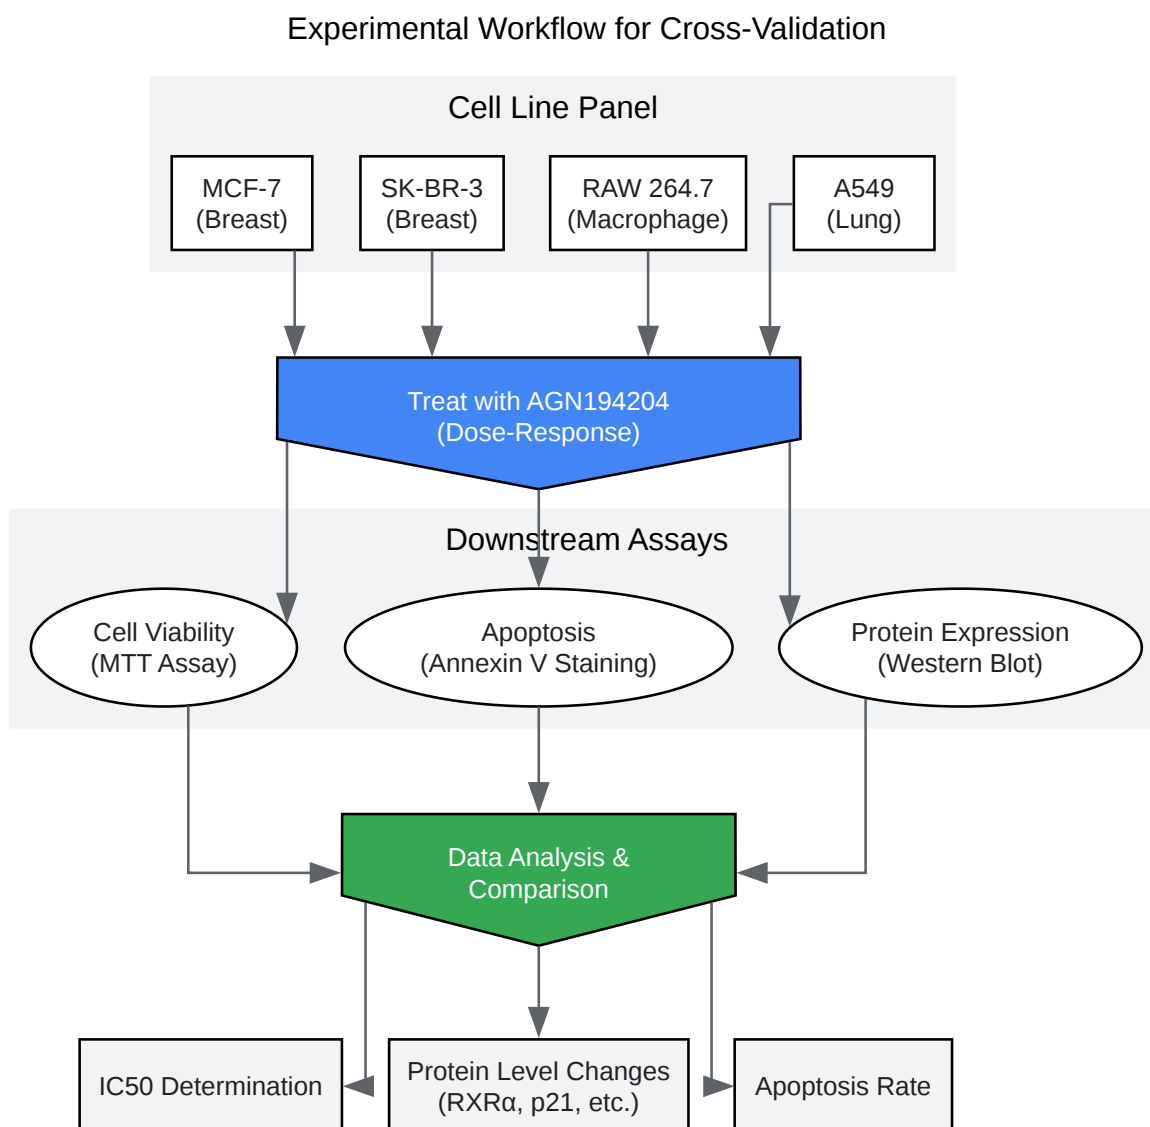 Experimental Workflow for Cross-Validation
Cell Line Panel
MCF-7
(Breast)
SK-BR-3
(Breast)
RAW 264.7
(Macrophage)
A549
(Lung)
Treat with AGN194204
(Dose-Response)
Downstream Assays
Cell Viability
(MTT Assay)
Apoptosis
(Annexin V Staining)
Protein Expression
(Western Blot)
Data Analysis &
Comparison
IC50 Determination
Protein Level Changes
(RXRα, p21, etc.)
Apoptosis Rate